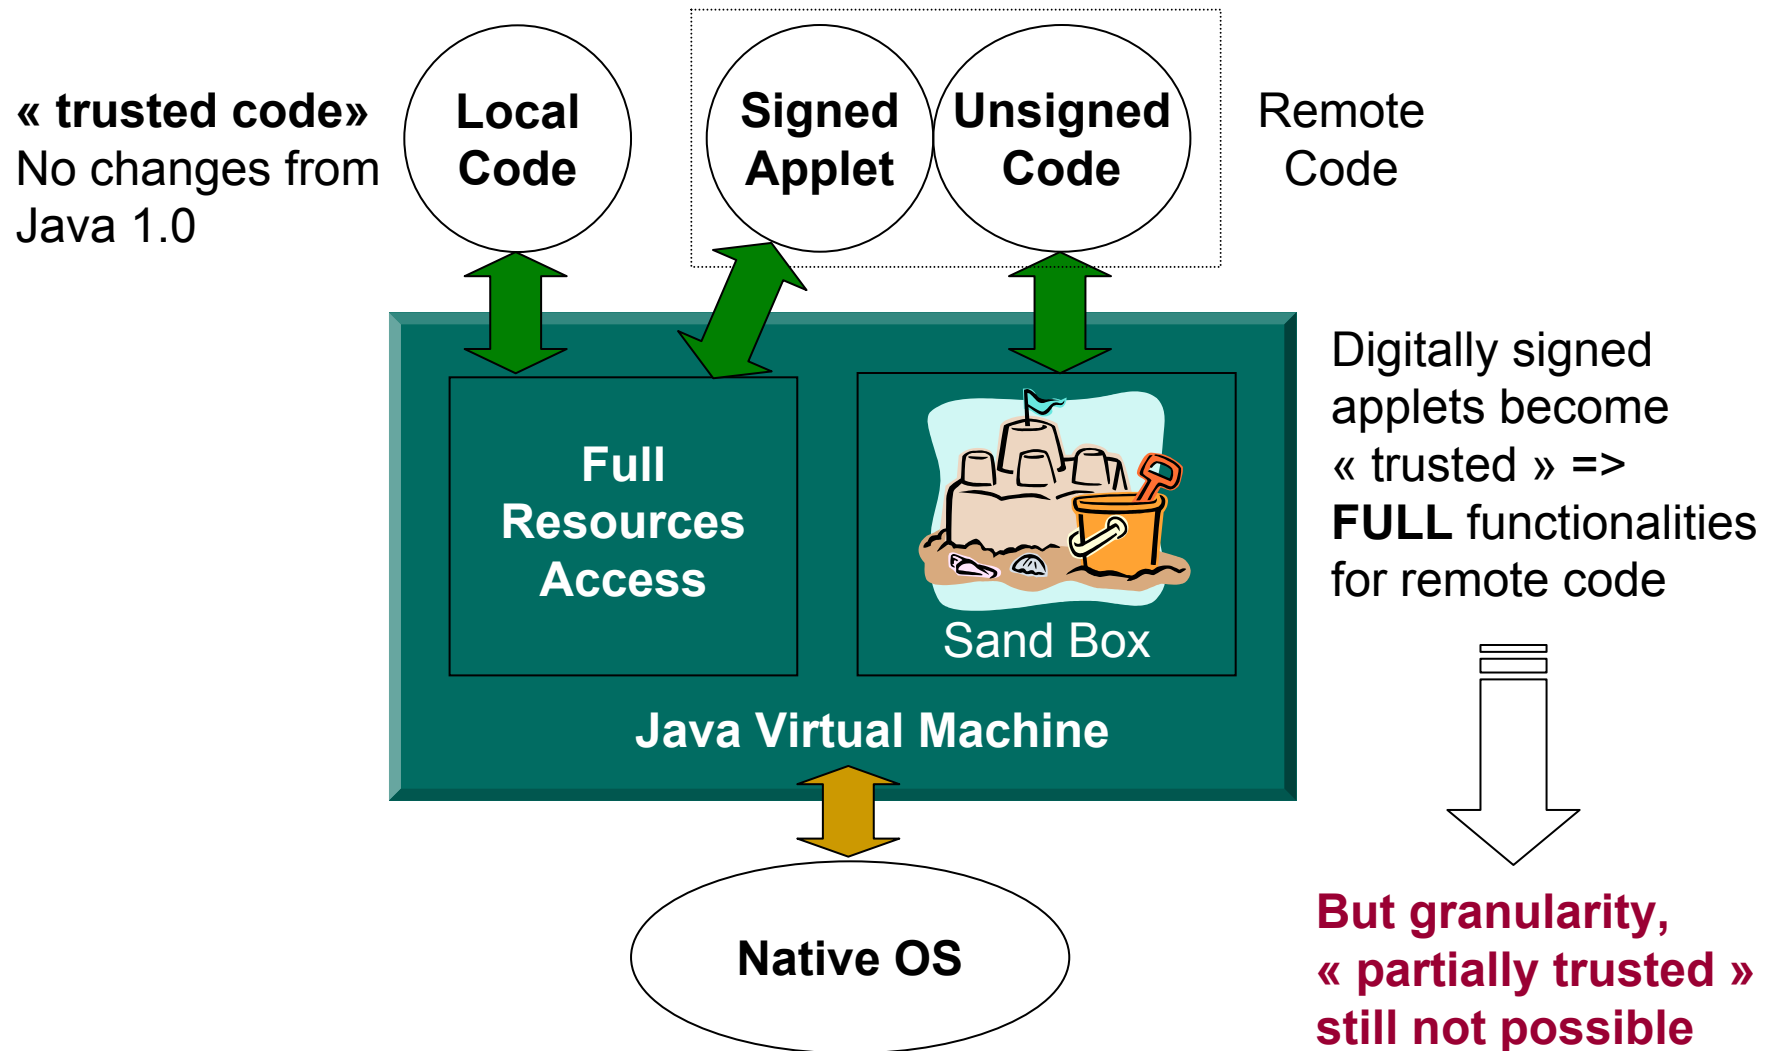 « trusted code»
No changes from
Java 1.0
Local
Code
Signed
Applet
Unsigned
Code
Remote
Code
Full
Resources
Access
Sand Box
Java Virtual Machine
Native OS
Digitally signed
applets become
« trusted » =>
FULL functionalities
for remote code
But granularity,
« partially trusted »
still not possible